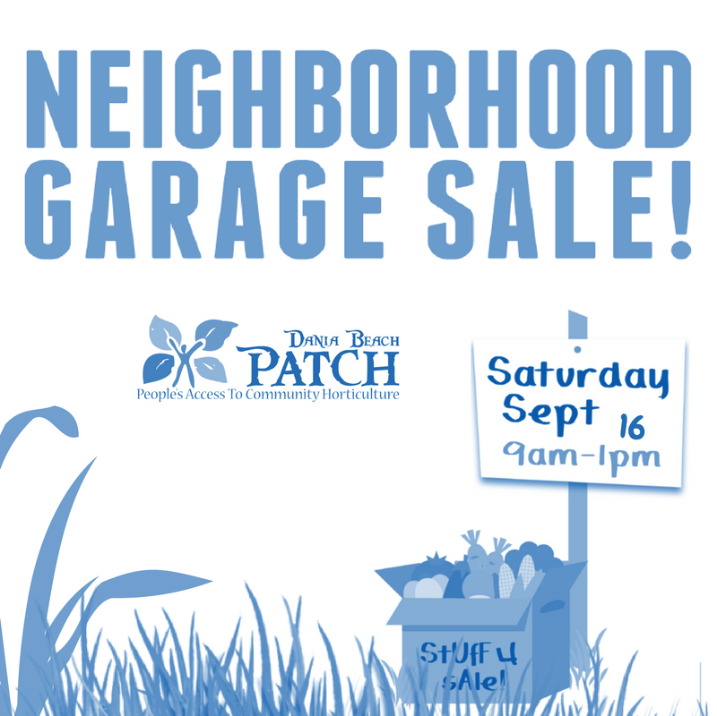 NEIGHBORHOOD
GARAGE SALE!
DANIA BEACH
PATCH
People's Access To Community Horticulture
Saturday
Sept 16
9am-1pm
StUFF 4
sAle!